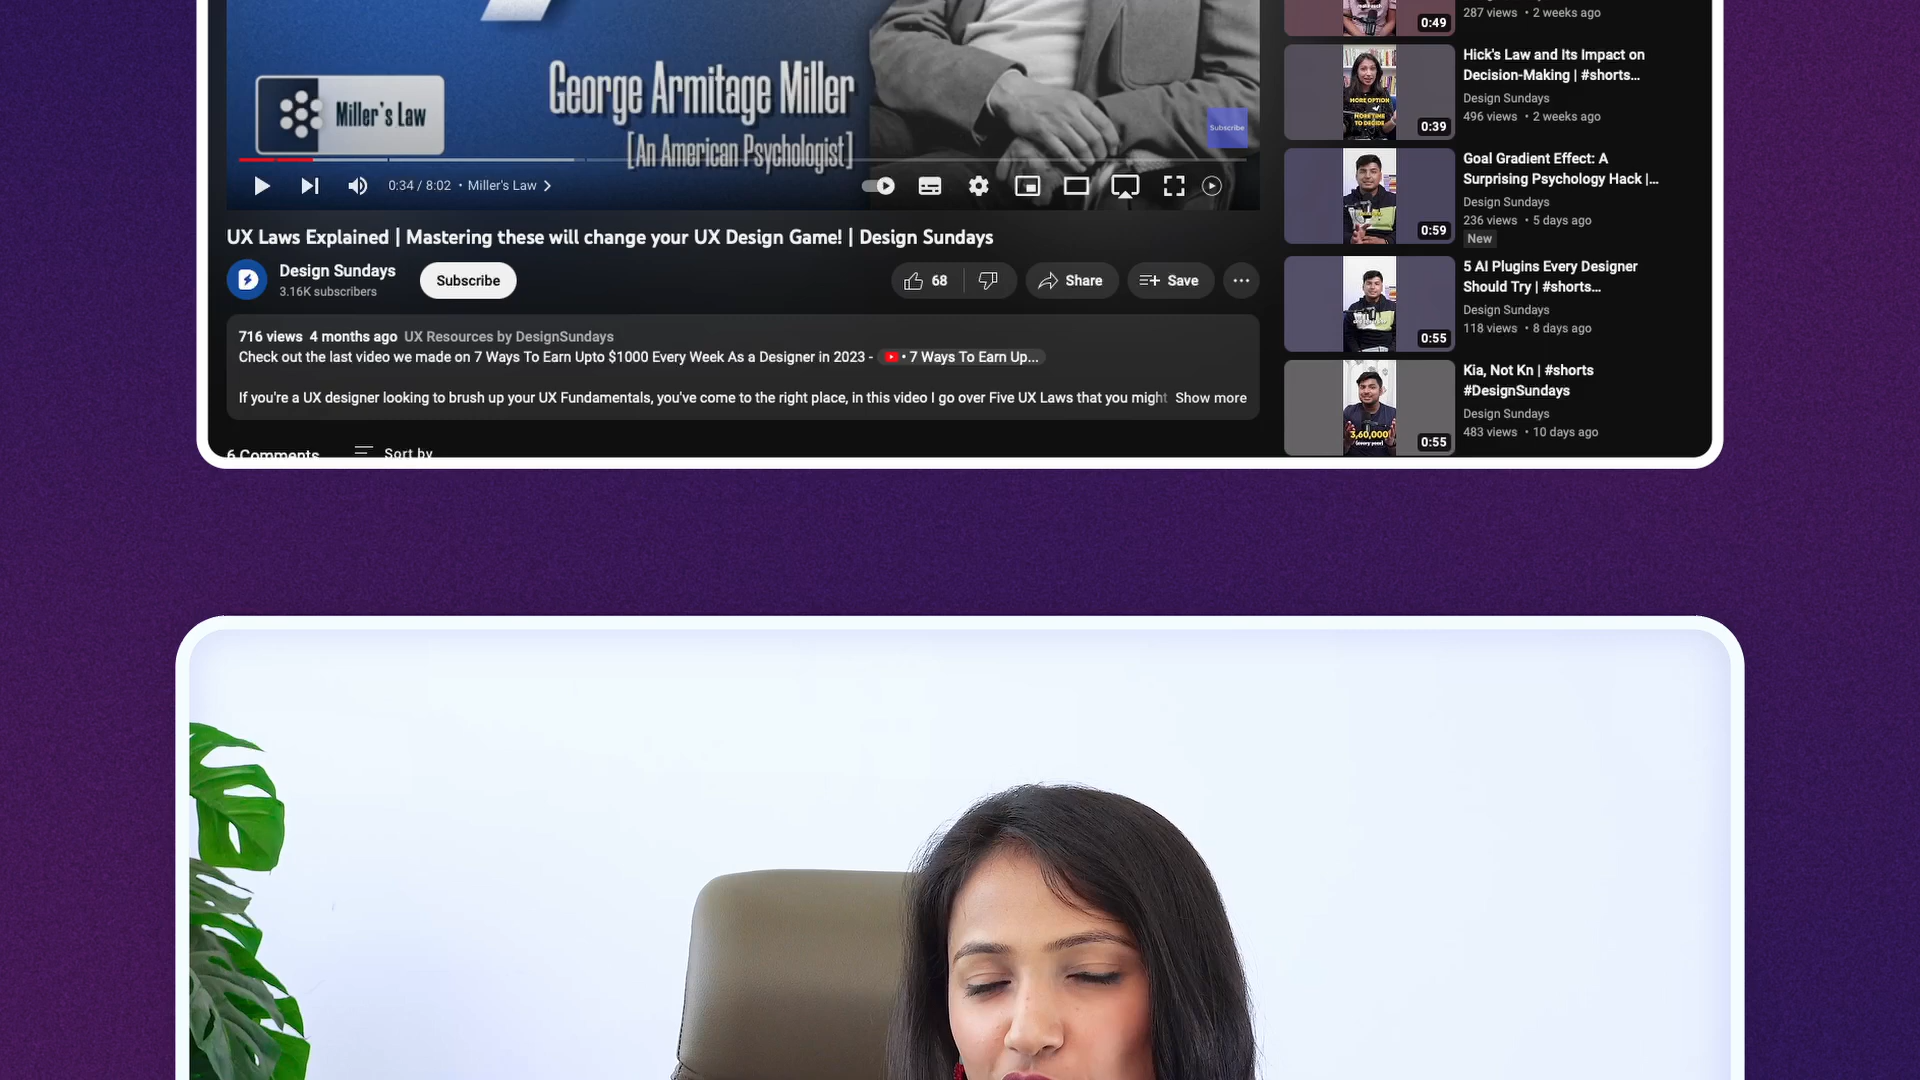 George Armitage Miller
Miller's Law
[An American Psychologist]
Subscribe
0:34 / 8:02 • Miller's Law
UX Laws Explained | Mastering these will change your UX Design Game! | Design Sundays
Design Sundays
3.16K subscribers
Subscribe
68
Share
Save
716 views 4 months ago UX Resources by DesignSundays
Check out the last video we made on 7 Ways To Earn Upto $1000 Every Week As a Designer in 2023 - • 7 Ways To Earn Up...
If you're a UX designer looking to brush up your UX Fundamentals, you've come to the right place, in this video I go over Five UX Laws that you might Show more
6 Comments
Sort by
0:49
287 views • 2 weeks ago
MORE OPTION
MORE TIME
TO DECIDE
0:39
Hick's Law and Its Impact on
Decision-Making | #shorts...
Design Sundays
496 views • 2 weeks ago
0:59
Goal Gradient Effect: A
Surprising Psychology Hack |...
Design Sundays
236 views • 5 days ago
New
0:55
5 AI Plugins Every Designer
Should Try | #shorts...
Design Sundays
118 views • 8 days ago
3,60,000
(every year)
0:55
Kia, Not Kn | #shorts
#DesignSundays
Design Sundays
483 views • 10 days ago